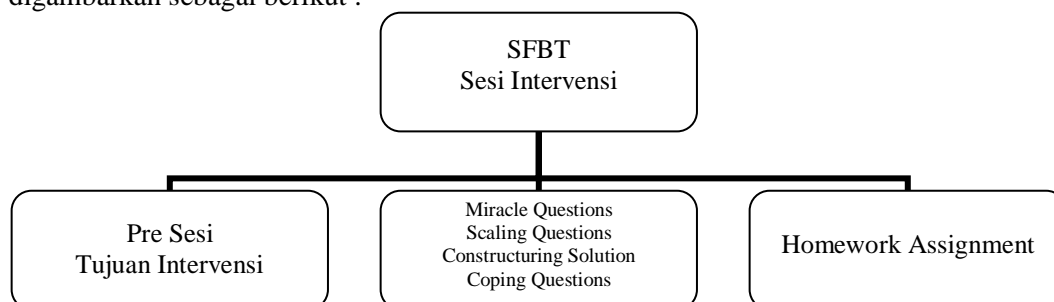 digambarkan sebagai berikut :
SFBT
Sesi Intervensi
Pre Sesi
Tujuan Intervensi
Miracle Questions
Scaling Questions
Constructuring Solution
Coping Questions
Homework Assignment